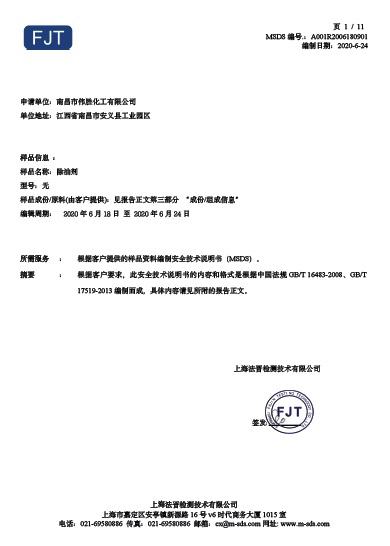 FJT
页 1 / 11
MSDS 编号.: A001R2006180901
编制日期: 2020-6-24
申请单位: 南昌市伟胜化工有限公司
单位地址: 江西省南昌市安义县工业园区
样品信息 :
样品名称: 除油剂
型号: 无
样品成份/原料(由客户提供): 见报告正文第三部分 “成份/组成信息”
编辑周期: 2020 年 6 月 18 日 至 2020 年 6 月 24 日
所需服务 : 根据客户提供的样品资料编制安全技术说明书 (MSDS) 。
摘要 : 根据客户要求, 此安全技术说明书的内容和格式是根据中国法规 GB/T 16483-2008、GB/T
17519-2013 编制而成, 具体内容请见所附的报告正文。
上海法晋检测技术有限公司
签发:
FJT
上海法晋检测技术有限公司
上海市嘉定区安亭镇新源路 16 号 v6 时代商务大厦 1015 室
电话: 021-69580886 传真: 021-69580886 邮箱: cx@m-sds.com 网址: www.m-sds.com